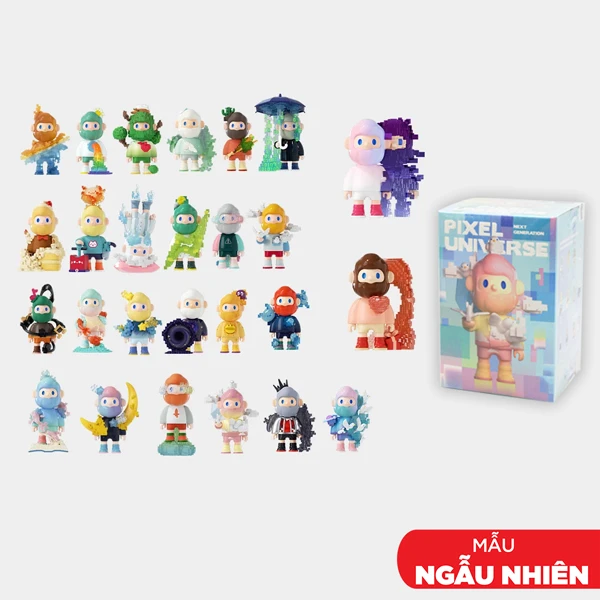 PIXEL
NEXT
GENERATION
UNIVERSE
MẪU
NGẪU NHIÊN